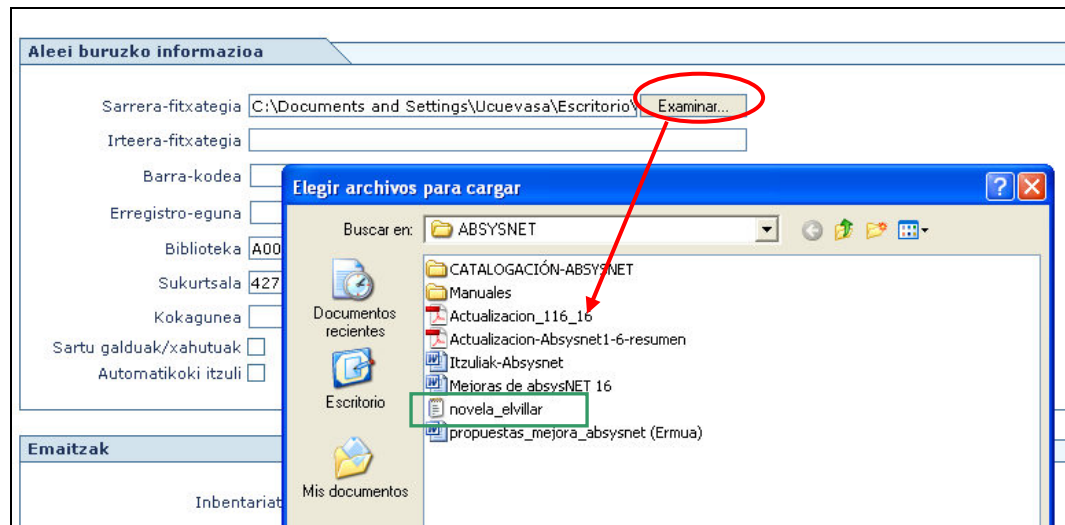 Aleei buruzko informazioa
Sarrera-fitxategia C:\Documents and Settings\Ucuevasa\Escritorio\ Examinar...
Irteera-fitxategia
Barra-kodea
Elegir archivos para cargar
Erregistro-eguna
Buscar en: ABSYSNET
Biblioteka A00
CATALOGACIÓN-ABSYSNET
Sukurtsala 427
Manuales
Documentos recientes
Kokagunea
Actualizacion_116_16
Actualizacion-Absysnet1-6-resumen
Sartu galduak/xahutuak
Itzuliak-Absysnet
Automatikoki itzuli
Mejoras de absysNET 16
Escritorio
novela_elvillar
propuestas_mejora_absysnet (Ermua)
Emaitzak
Mis documentos
Inbentariat